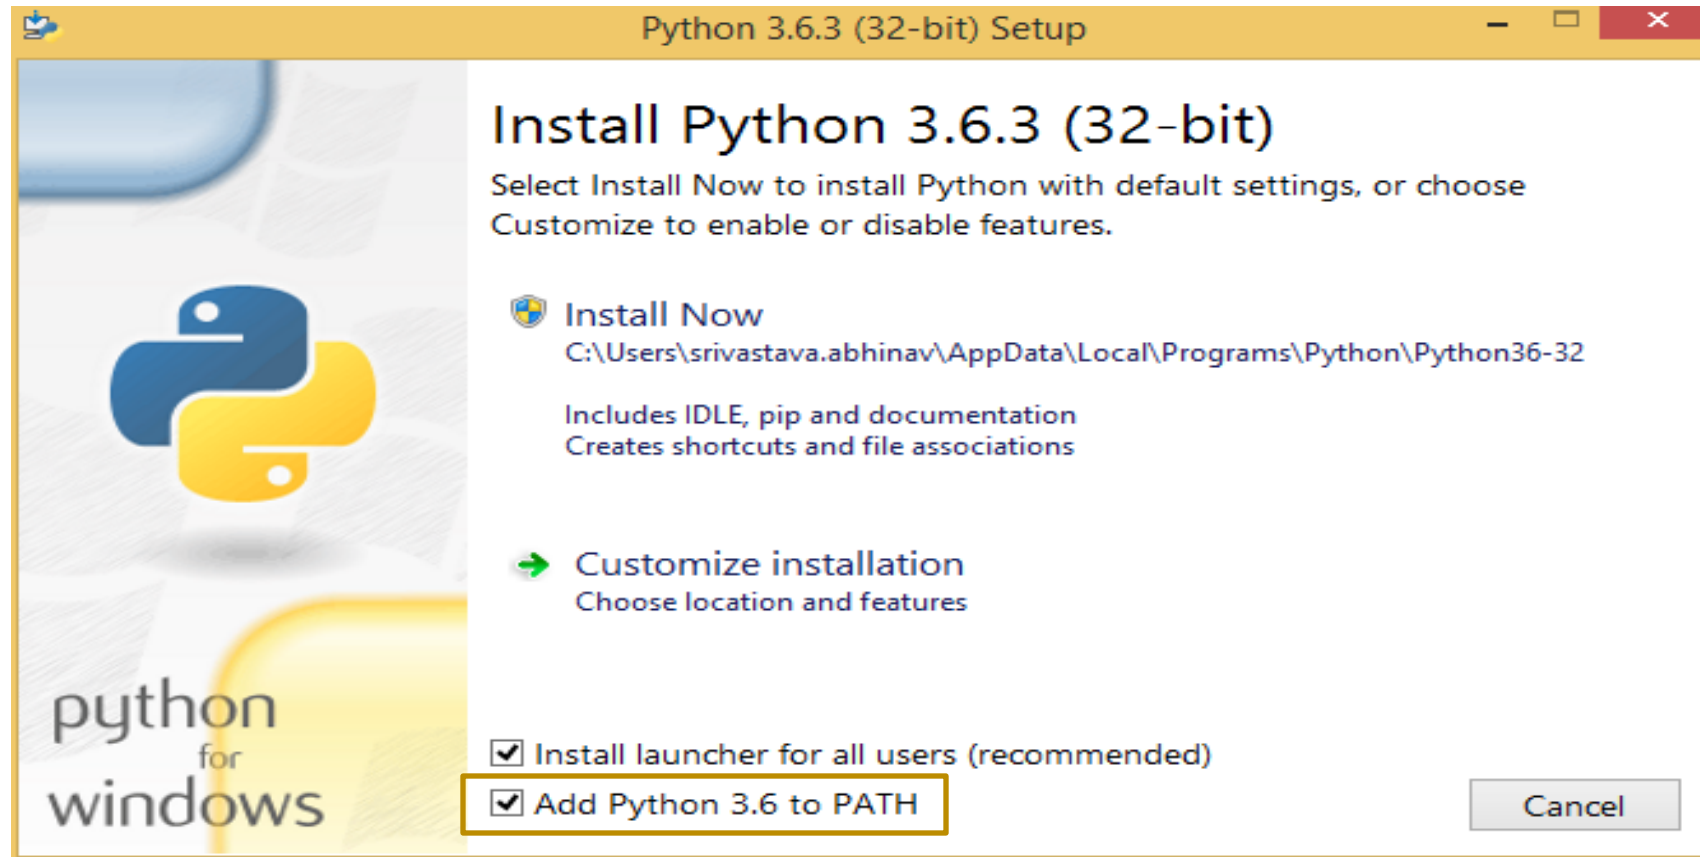 Python 3.6.3 (32-bit) Setup
Install Python 3.6.3 (32-bit)
Select Install Now to install Python with default settings, or choose
Customize to enable or disable features.
Install Now
C:\Users\srivastava.abhinav\AppData\Local\Programs\Python\Python36-32
Includes IDLE, pip and documentation
Creates shortcuts and file associations
Customize installation
Choose location and features
python
for
windows
Install launcher for all users (recommended)
Add Python 3.6 to PATH
Cancel